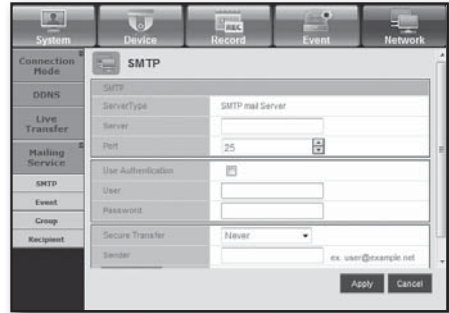 System Device Record Event Network
REC
Connection Mode
DDNS
Live Transfer
Mailing Service
SMTP
Event
Group
Recipient
SMTP
SMTP
ServerType SMTP mail Server
Server
Port 25
Use Authentication
User
Password
Secure Transfer Never
Sender ex. user@example.net
Apply Cancel